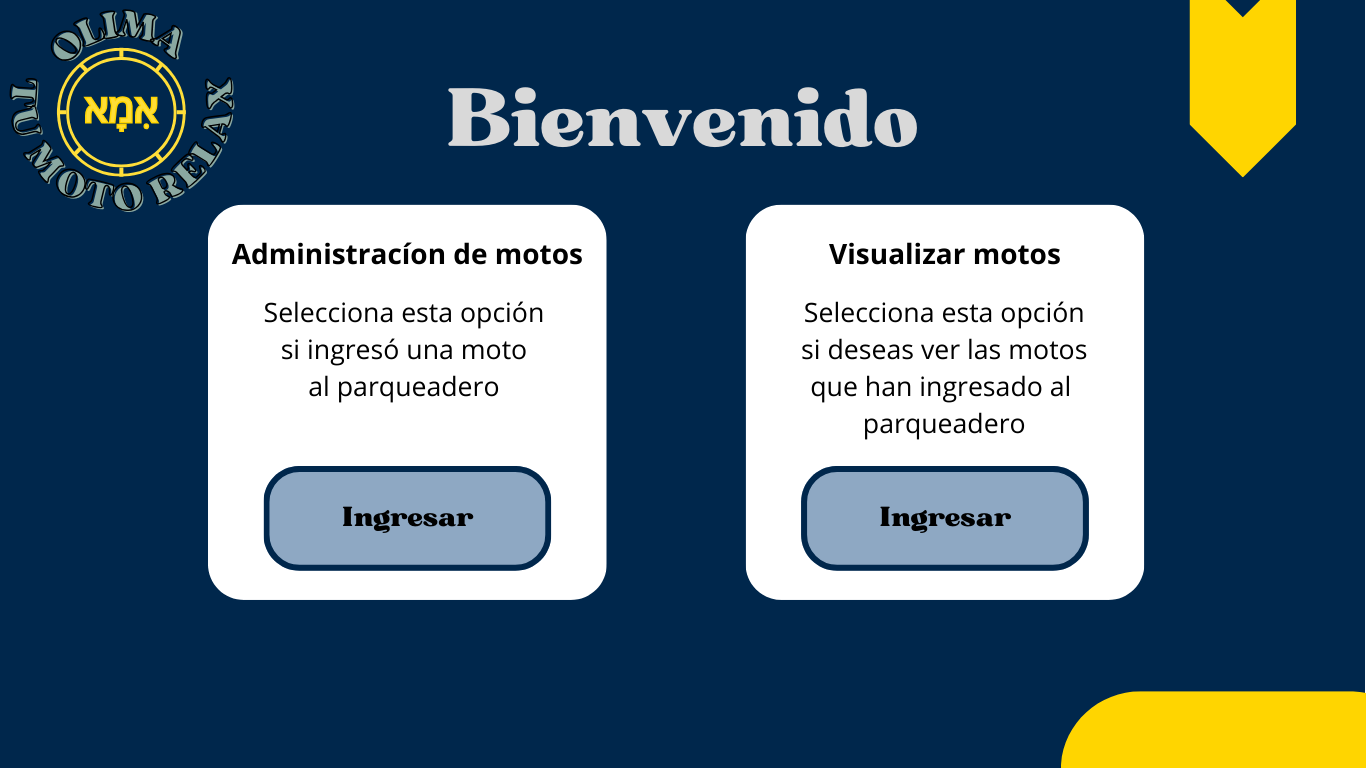 OLIMA
TU MOTO RELAX
אִמָא
Bienvenido
Administracíon de motos
Selecciona esta opción
si ingresó una moto
al parqueadero
Ingresar
Visualizar motos
Selecciona esta opción
si deseas ver las motos
que han ingresado al
parqueadero
Ingresar